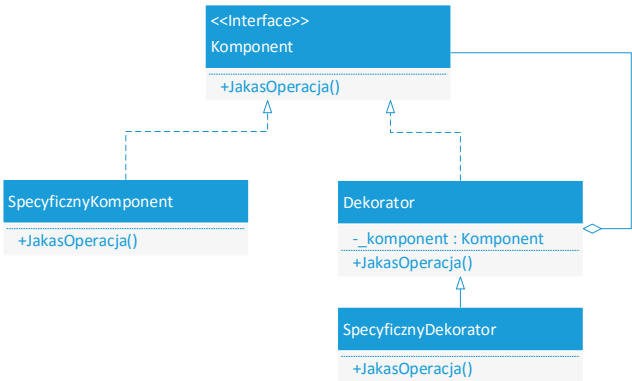 <<Interface>>
Komponent
+JakasOperacja()
SpecyficznyKomponent
+JakasOperacja()
Dekorator
-_komponent : Komponent
+JakasOperacja()
SpecyficznyDekorator
+JakasOperacja()